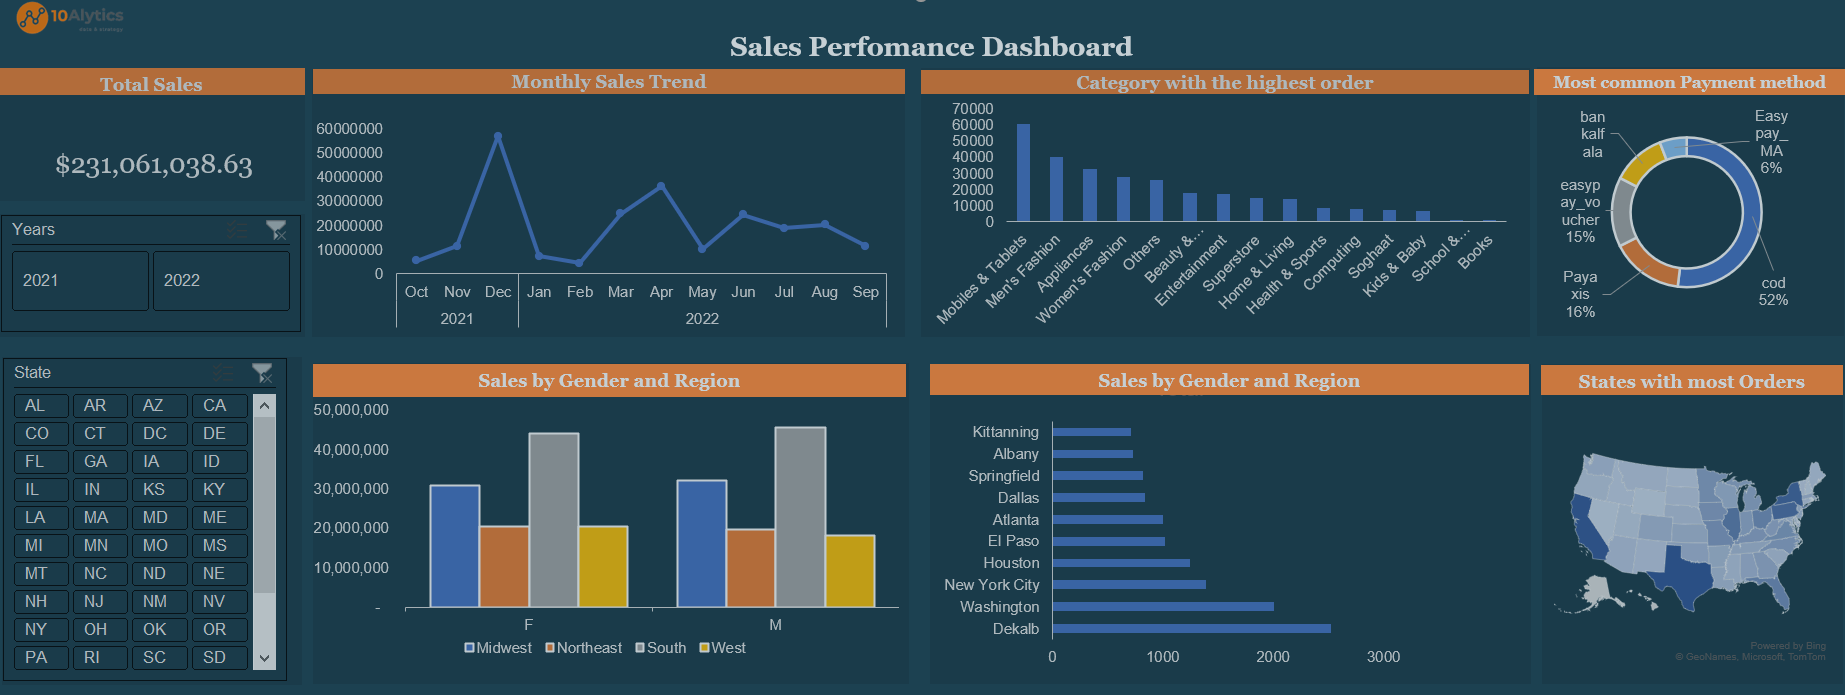 10Alytics
Sales Perfomance Dashboard
Total Sales
$231,061,038.63
Years
2021
2022
Monthly Sales Trend
60000000
50000000
40000000
30000000
20000000
10000000
0
Oct Nov Dec Jan Feb Mar Apr May Jun Jul Aug Sep
2021 2022
Category with the highest order
70000
60000
50000
40000
30000
20000
10000
0
Mobiles & Tablets
Men's Fashion
Appliances
Women's Fashion
Others
Beauty &...
Entertainment
Superstore
Home & Living
Health & Sports
Computing
Soghaat
Kids & Baby
School &...
Books
Most common Payment method
ban
kalf
ala
Easy
pay_
MA
6%
easyp
ay_vo
ucher
15%
Paya
xis
16%
cod
52%
State
AL AR AZ CA
CO CT DC DE
FL GA IA ID
IL IN KS KY
LA MA MD ME
MI MN MO MS
MT NC ND NE
NH NJ NM NV
NY OH OK OR
PA RI SC SD
Sales by Gender and Region
50,000,000
40,000,000
30,000,000
20,000,000
10,000,000
-
F M
Midwest Northeast South West
Sales by Gender and Region
Kittanning
Albany
Springfield
Dallas
Atlanta
El Paso
Houston
New York City
Washington
Dekalb
0 1000 2000 3000
States with most Orders
Powered by Bing
© GeoNames, Microsoft, TomTom